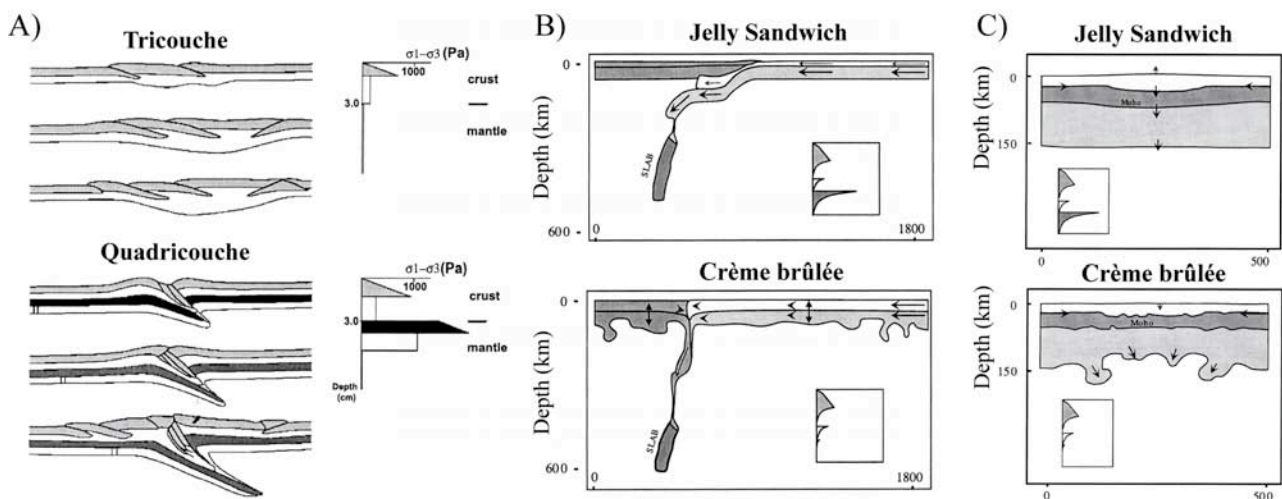 A)
Tricouche
σ1–σ3 (Pa)
1000
crust
3.0
mantle
Quadricouche
σ1–σ3 (Pa)
1000
crust
3.0
mantle
Depth
(cm)
B)
Jelly Sandwich
0
Depth (km)
SLAB
600
0
1800
Crème brûlée
0
Depth (km)
150
SLAB
600
0
1800
C)
Jelly Sandwich
0
Moho
Depth (km)
150
0
500
Crème brûlée
0
Moho
Depth (km)
150
0
500